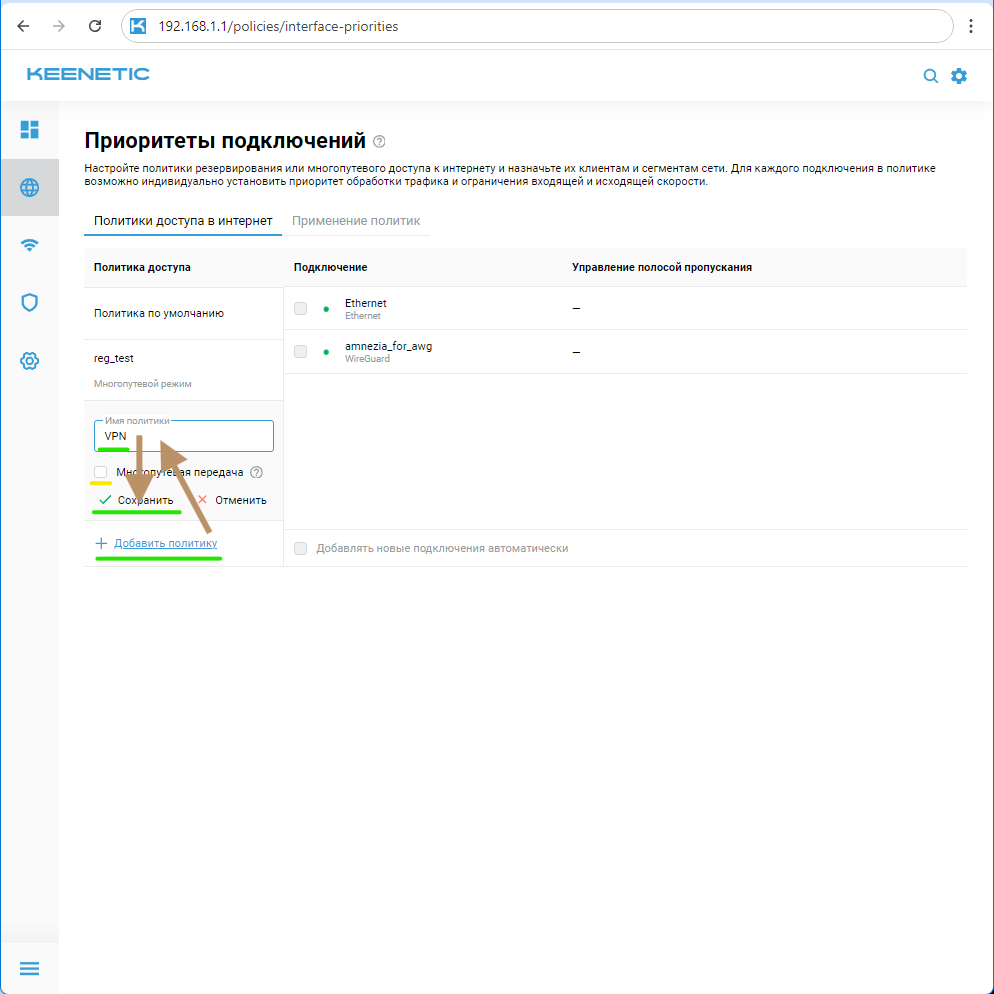 192.168.1.1/policies/interface-priorities
KEENETIC
Приоритеты подключений
Настройте политики резервирования или многопутевого доступа к интернету и назначьте их клиентам и сегментам сети. Для каждого подключения в политике
возможно индивидуально установить приоритет обработки трафика и ограничения входящей и исходящей скорости.
Политики доступа в интернет Применение политик
Политика доступа Подключение Управление полосой пропускания
Политика по умолчанию
Ethernet
Ethernet
–
reg_test
Многопутевой режим
amnezia_for_awg
WireGuard
–
Имя политики
VPN
Многопутевая передача
Сохранить Отменить
Добавить политику
Добавлять новые подключения автоматически